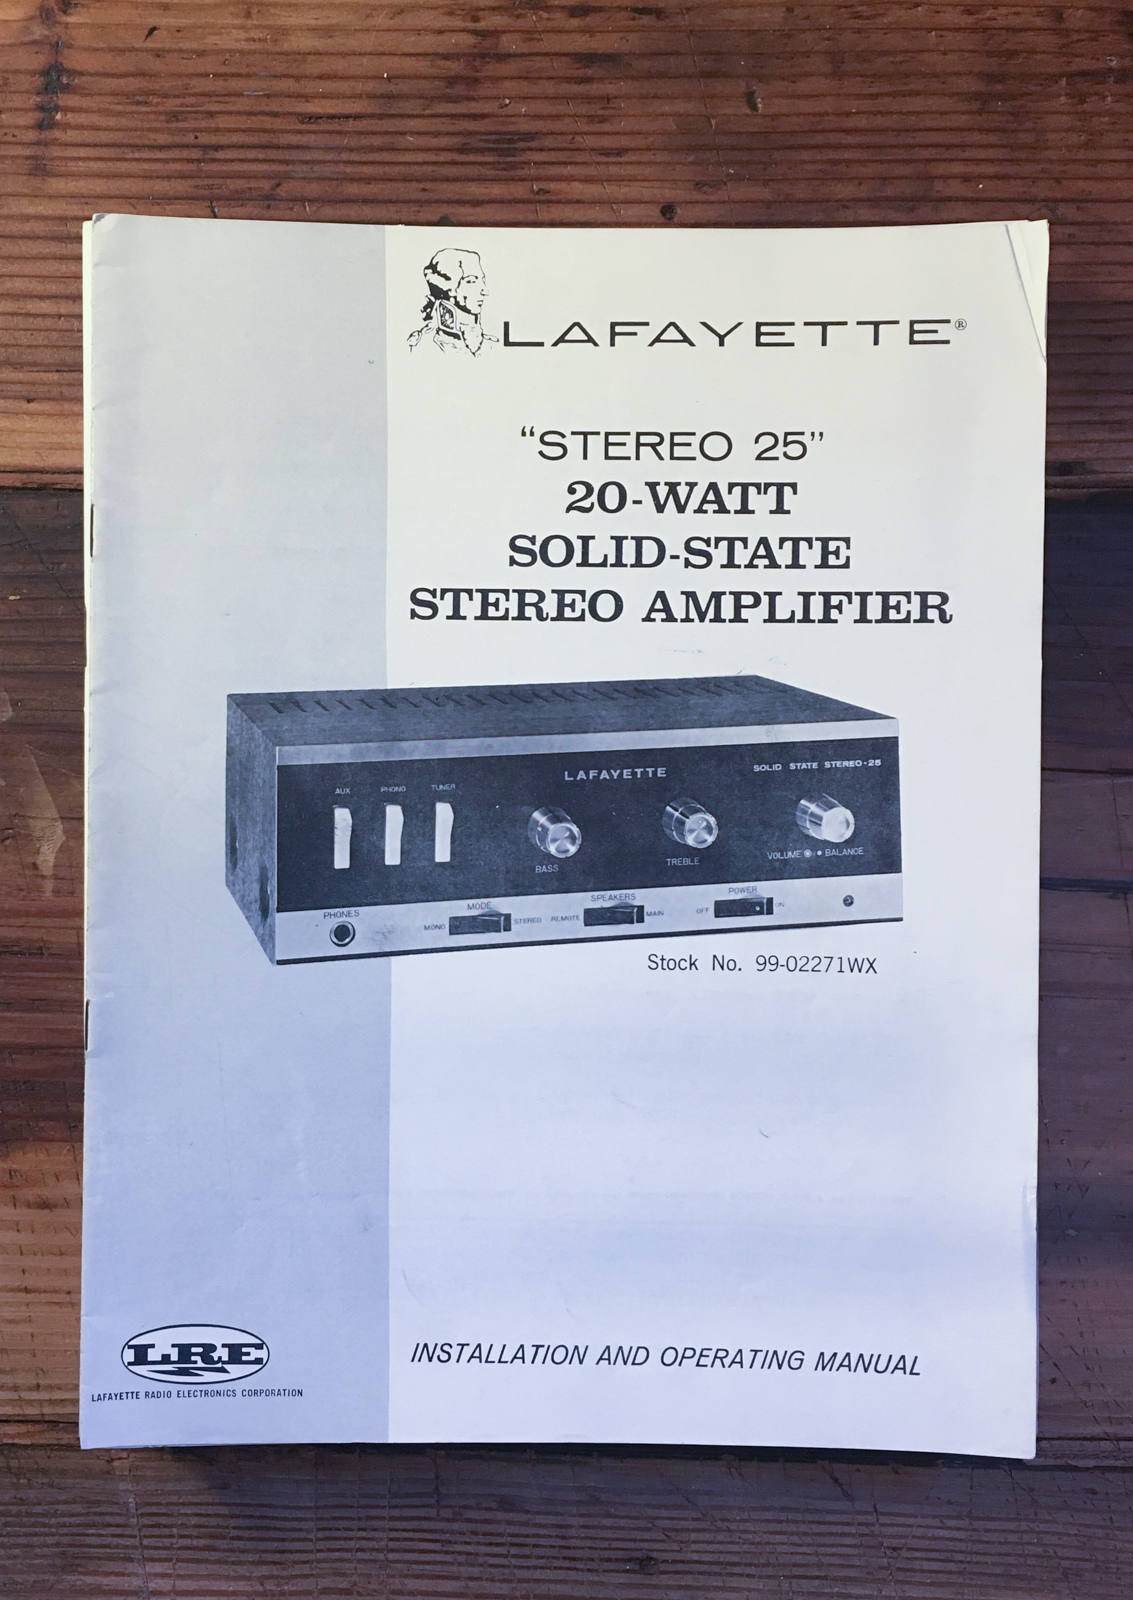 LAFAYETTE®
“STEREO 25”
20-WATT
SOLID-STATE
STEREO AMPLIFIER
LAFAYETTE
SOLID STATE STEREO-25
AUX PHONO TUNER
BASS
TREBLE
VOLUME BALANCE
PHONES
MODE
MONO STEREO
SPEAKERS
REMOTE MAIN
POWER
OFF ON
Stock No. 99-02271WX
INSTALLATION AND OPERATING MANUAL
LRE
LAFAYETTE RADIO ELECTRONICS CORPORATION